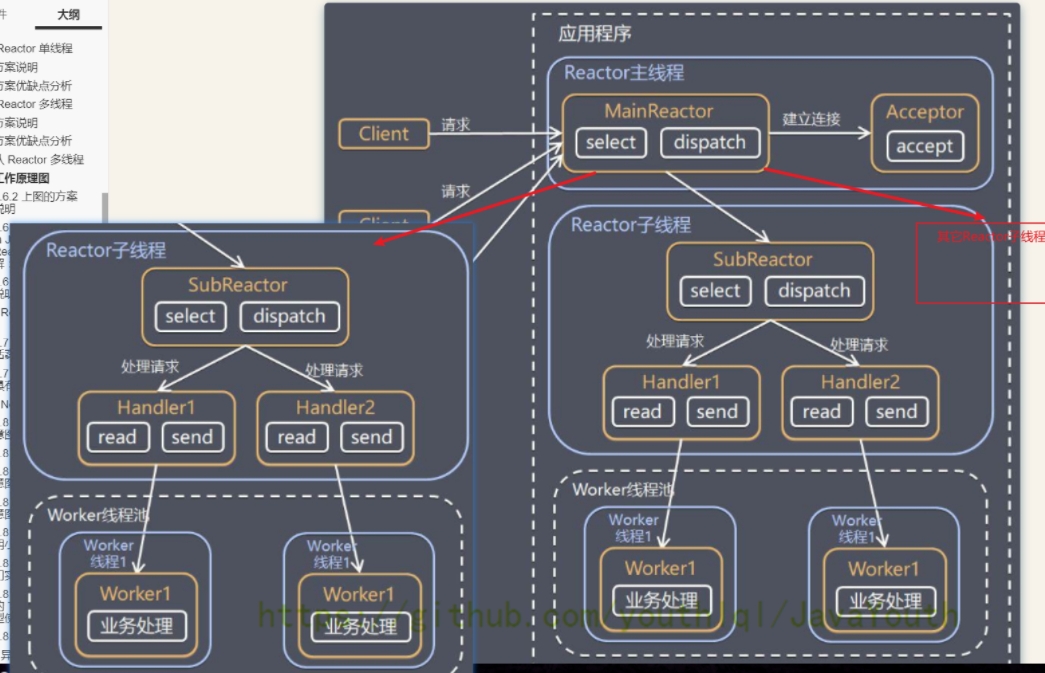 件
大纲
Reactor 单线程
方案说明
方案优缺点分析
Reactor 多线程
方案说明
方案优缺点分析
人 Reactor 多线程
工作原理图
.6.2 上图的方案
说明
应用程序
Reactor主线程
MainReactor
select
dispatch
建立连接
Acceptor
accept
Client
请求
请求
Client
Reactor子线程
SubReactor
select
dispatch
处理请求
处理请求
Handler1
read
send
Handler2
read
send
Worker线程池
Worker
线程1
Worker1
业务处理
Worker
线程1
Worker1
业务处理
其它Reactor子线程
Reactor子线程
SubReactor
select
dispatch
处理请求
处理请求
Handler1
read
send
Handler2
read
send
Worker线程池
Worker
线程1
Worker1
业务处理
Worker
线程1
Worker1
业务处理
https://github.com/youthlql/JavaYouth